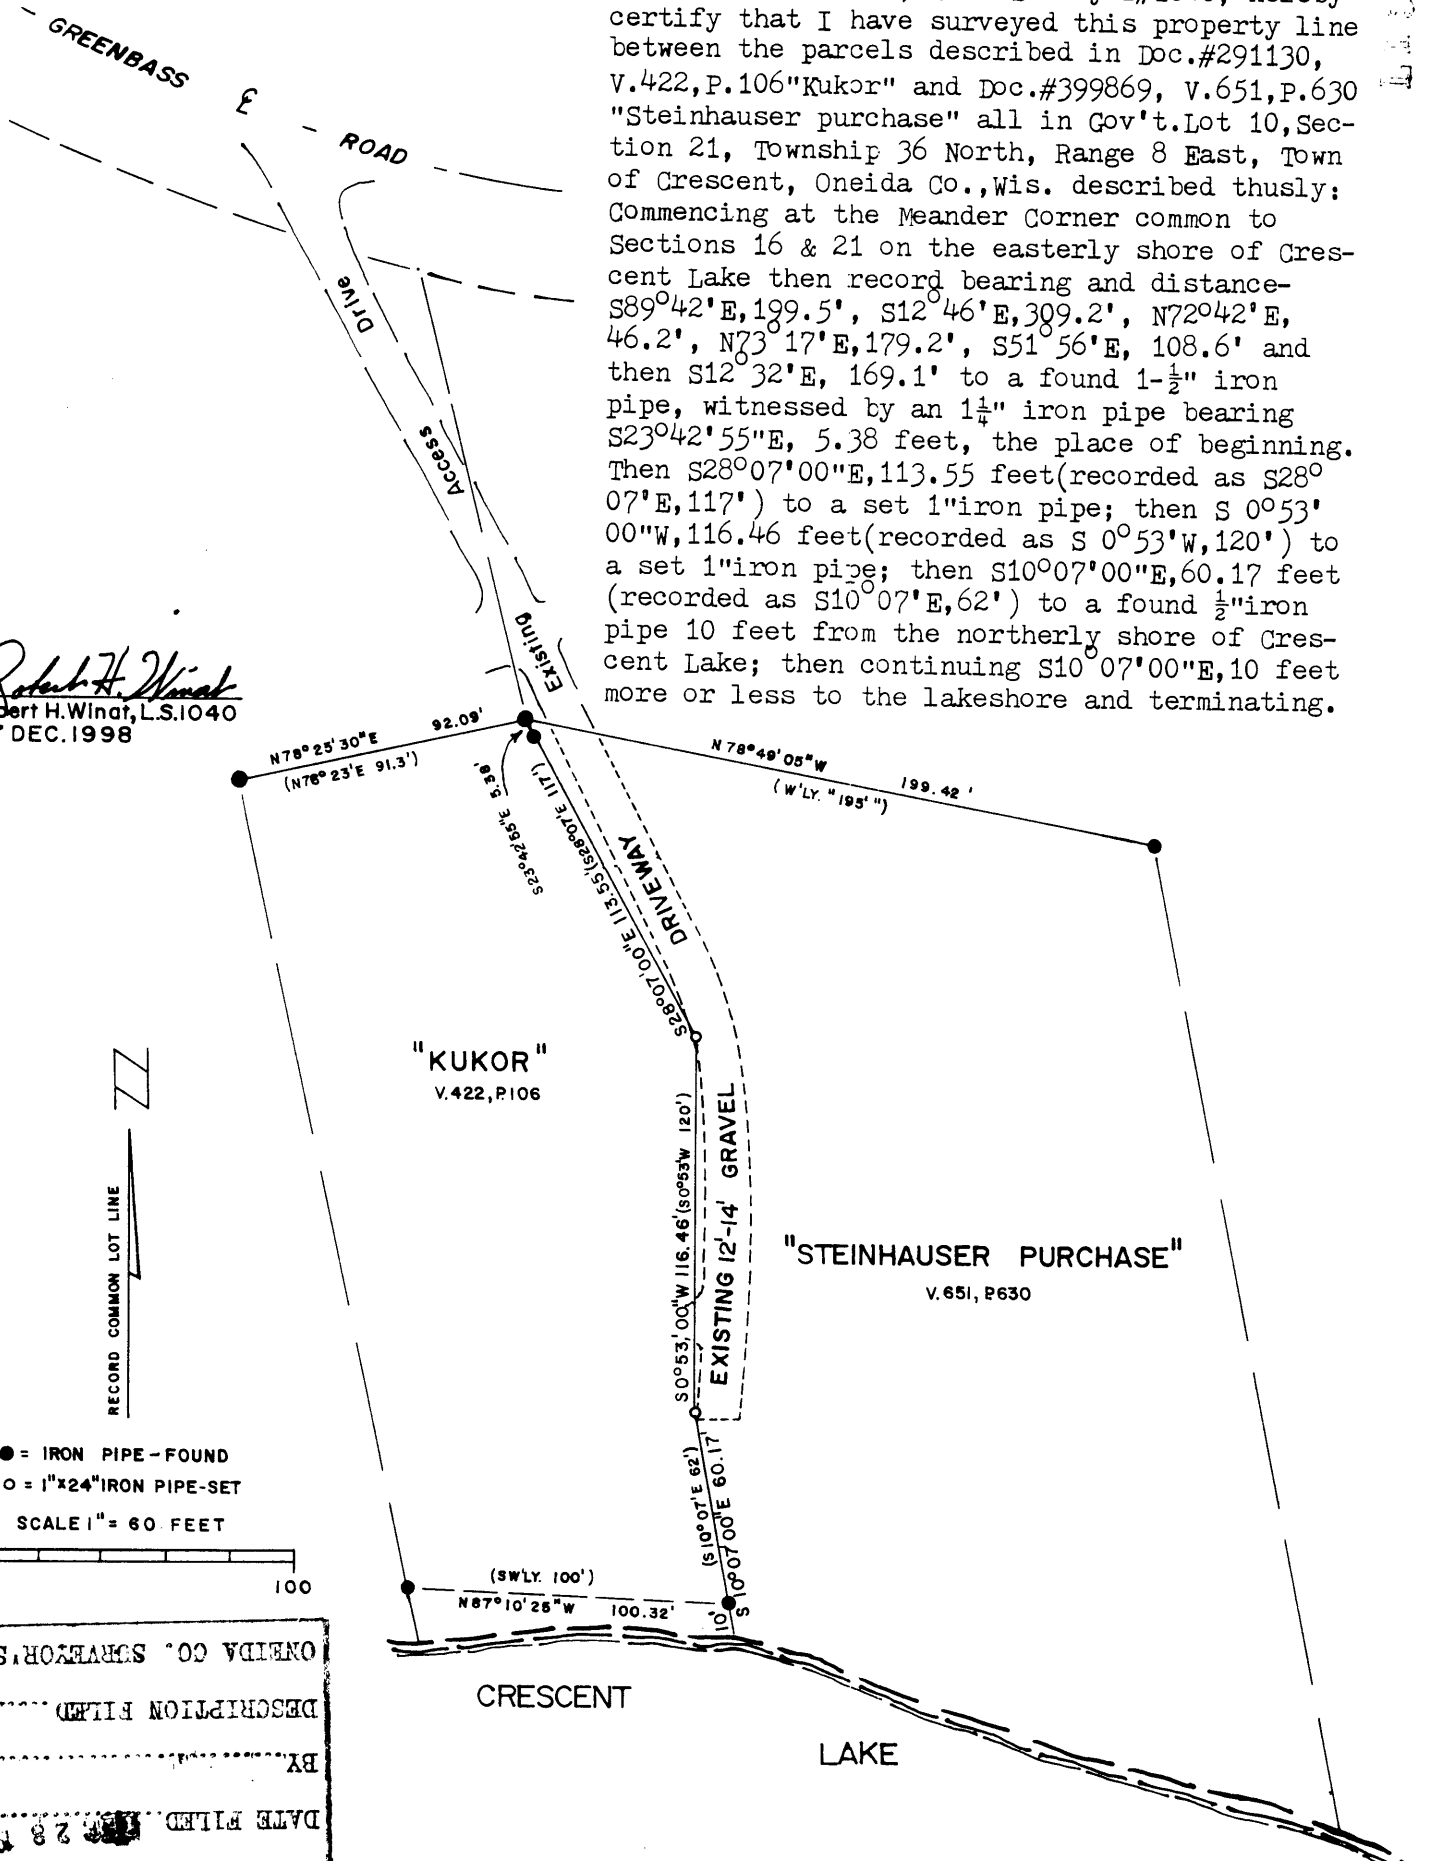 certify that I have surveyed this property line
between the parcels described in Doc.#291130,
V.422,P.106"Kukor" and Doc.#399869, V.651,P.630
"Steinhauser purchase" all in Gov't.Lot 10,Sec-
tion 21, Township 36 North, Range 8 East, Town
of Crescent, Oneida Co.,Wis. described thusly:
Commencing at the Meander Corner common to
Sections 16 & 21 on the easterly shore of Cres-
cent Lake then record bearing and distance-
S89°42'E,199.5', S12°46'E,309.2', N72°42'E,
46.2', N73°17'E,179.2', S51°56'E, 108.6' and
then S12°32'E, 169.1' to a found 1-½" iron
pipe, witnessed by an 1¼" iron pipe bearing
S23°42'55"E, 5.38 feet, the place of beginning.
Then S28°07'00"E,113.55 feet(recorded as S28°
07'E,117') to a set 1"iron pipe; then S 0°53'
00"W,116.46 feet(recorded as S 0°53'W,120') to
a set 1"iron pipe; then S10°07'00"E,60.17 feet
(recorded as S10°07'E,62') to a found ½"iron
pipe 10 feet from the northerly shore of Cres-
cent Lake; then continuing S10°07'00"E,10 feet
more or less to the lakeshore and terminating.
GREENBASS
ROAD
Drive
Access
Existing
Robert H. Winat
bert H.Winat,L.S.1040
DEC.1998
N78°25'30"E 92.09'
(N76°23'E 91.3')
S23°42'55"E 5.38'
S28°07'00"E 113.55'(S28°07'E 117')
DRIVEWAY
N78°49'05"W 199.42'
(W'LY. "195'")
"KUKOR"
V.422,P.106
S0°53'00"W 116.46'(S0°53'W 120')
EXISTING 12'-14' GRAVEL
"STEINHAUSER PURCHASE"
V.651,P.630
N
RECORD COMMON LOT LINE
● = IRON PIPE-FOUND
O = 1"X24"IRON PIPE-SET
SCALE 1" = 60 FEET
100
(S10°07'E 62')
S10°07'00"E 60.17'
10'
(SW'LY. 100')
N87°10'25"W 100.32'
CRESCENT
LAKE
ONEIDA CO. SURVEYOR'S
DESCRIPTION FILED
BY
DATE FILED 28